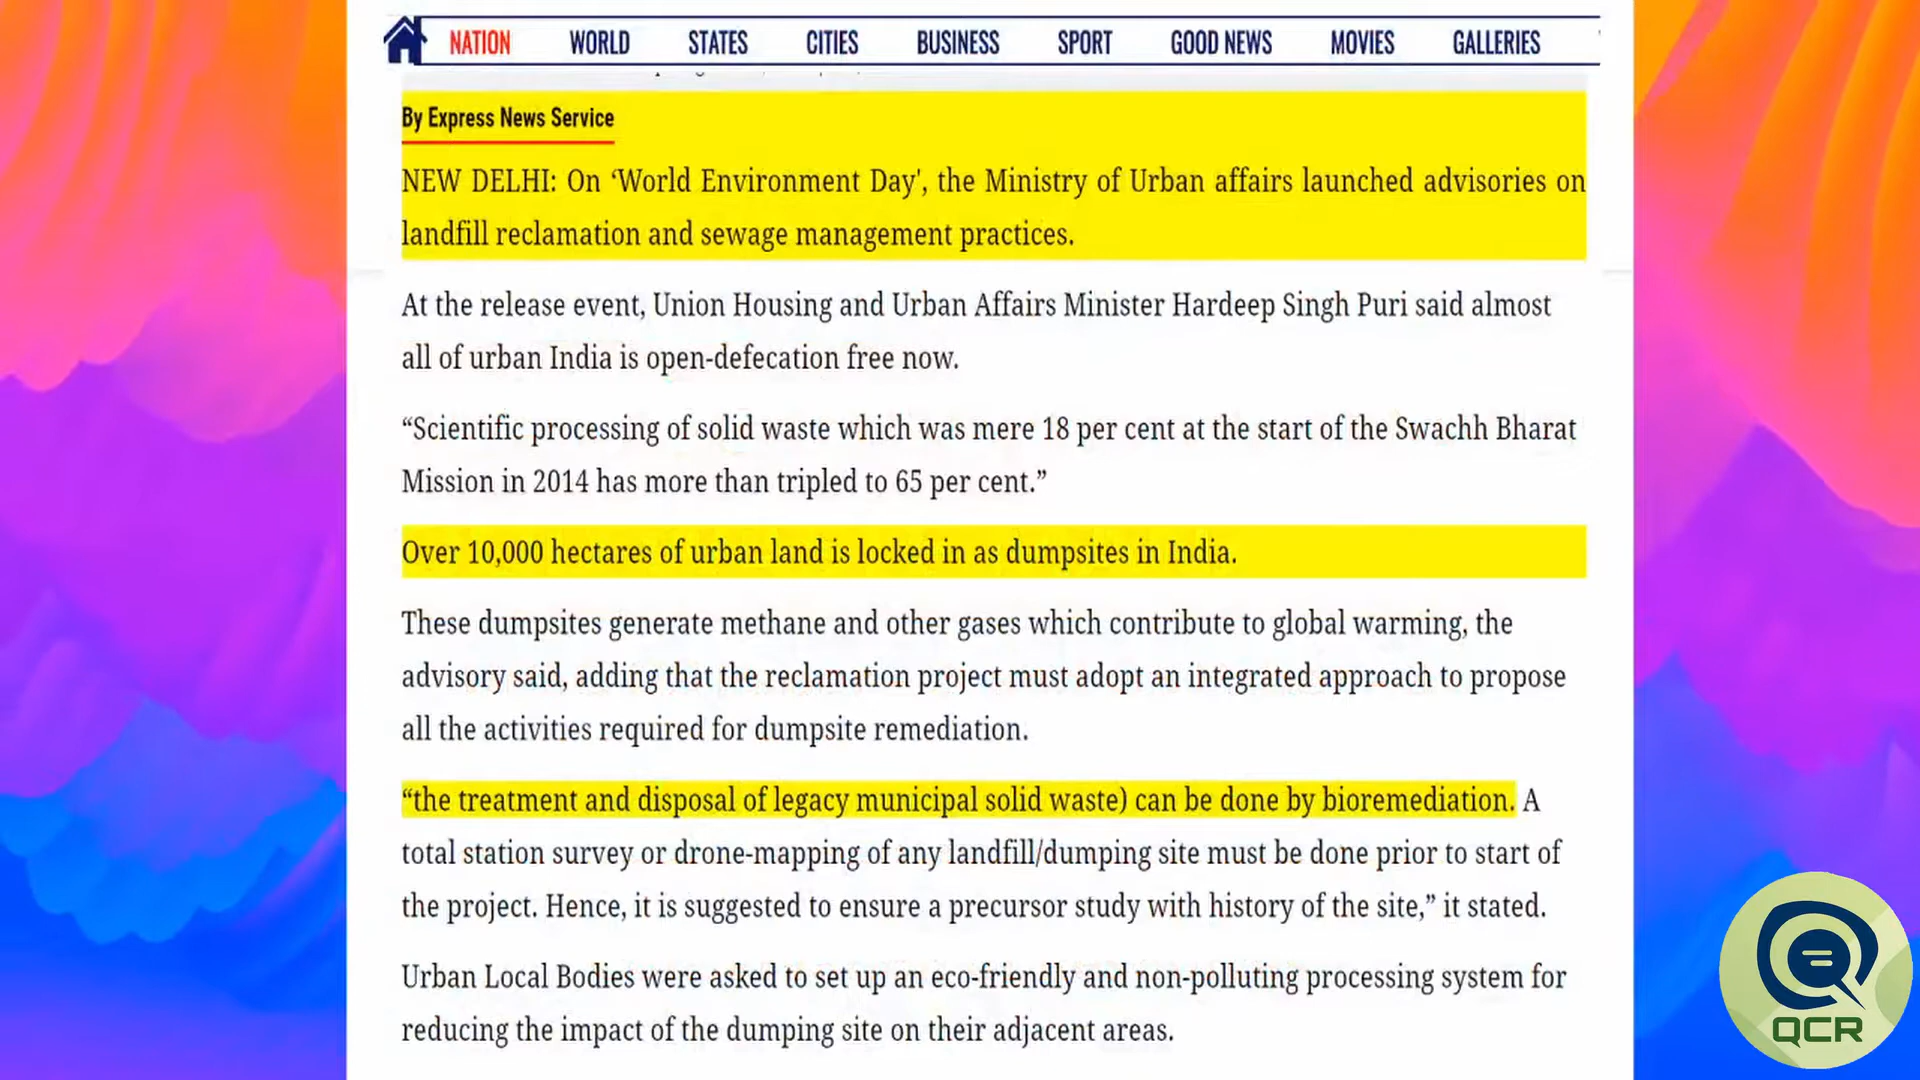 NATION WORLD STATES CITIES BUSINESS SPORT GOOD NEWS MOVIES GALLERIES
By Express News Service
NEW DELHI: On ‘World Environment Day', the Ministry of Urban affairs launched advisories on
landfill reclamation and sewage management practices.
At the release event, Union Housing and Urban Affairs Minister Hardeep Singh Puri said almost
all of urban India is open-defecation free now.
“Scientific processing of solid waste which was mere 18 per cent at the start of the Swachh Bharat
Mission in 2014 has more than tripled to 65 per cent.”
Over 10,000 hectares of urban land is locked in as dumpsites in India.
These dumpsites generate methane and other gases which contribute to global warming, the
advisory said, adding that the reclamation project must adopt an integrated approach to propose
all the activities required for dumpsite remediation.
“the treatment and disposal of legacy municipal solid waste) can be done by bioremediation. A
total station survey or drone-mapping of any landfill/dumping site must be done prior to start of
the project. Hence, it is suggested to ensure a precursor study with history of the site,” it stated.
Urban Local Bodies were asked to set up an eco-friendly and non-polluting processing system for
reducing the impact of the dumping site on their adjacent areas.
QCR